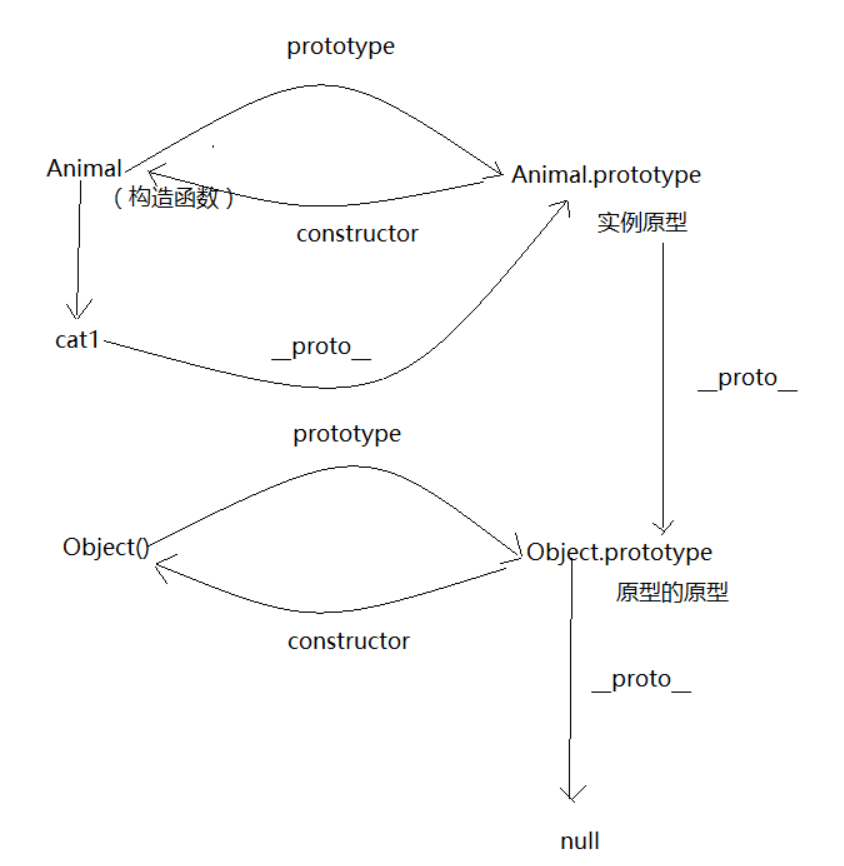 prototype
Animal
Animal.prototype
（构造函数）
实例原型
constructor
cat1
__proto__
__proto__
prototype
Object()
Object.prototype
原型的原型
constructor
__proto__
null